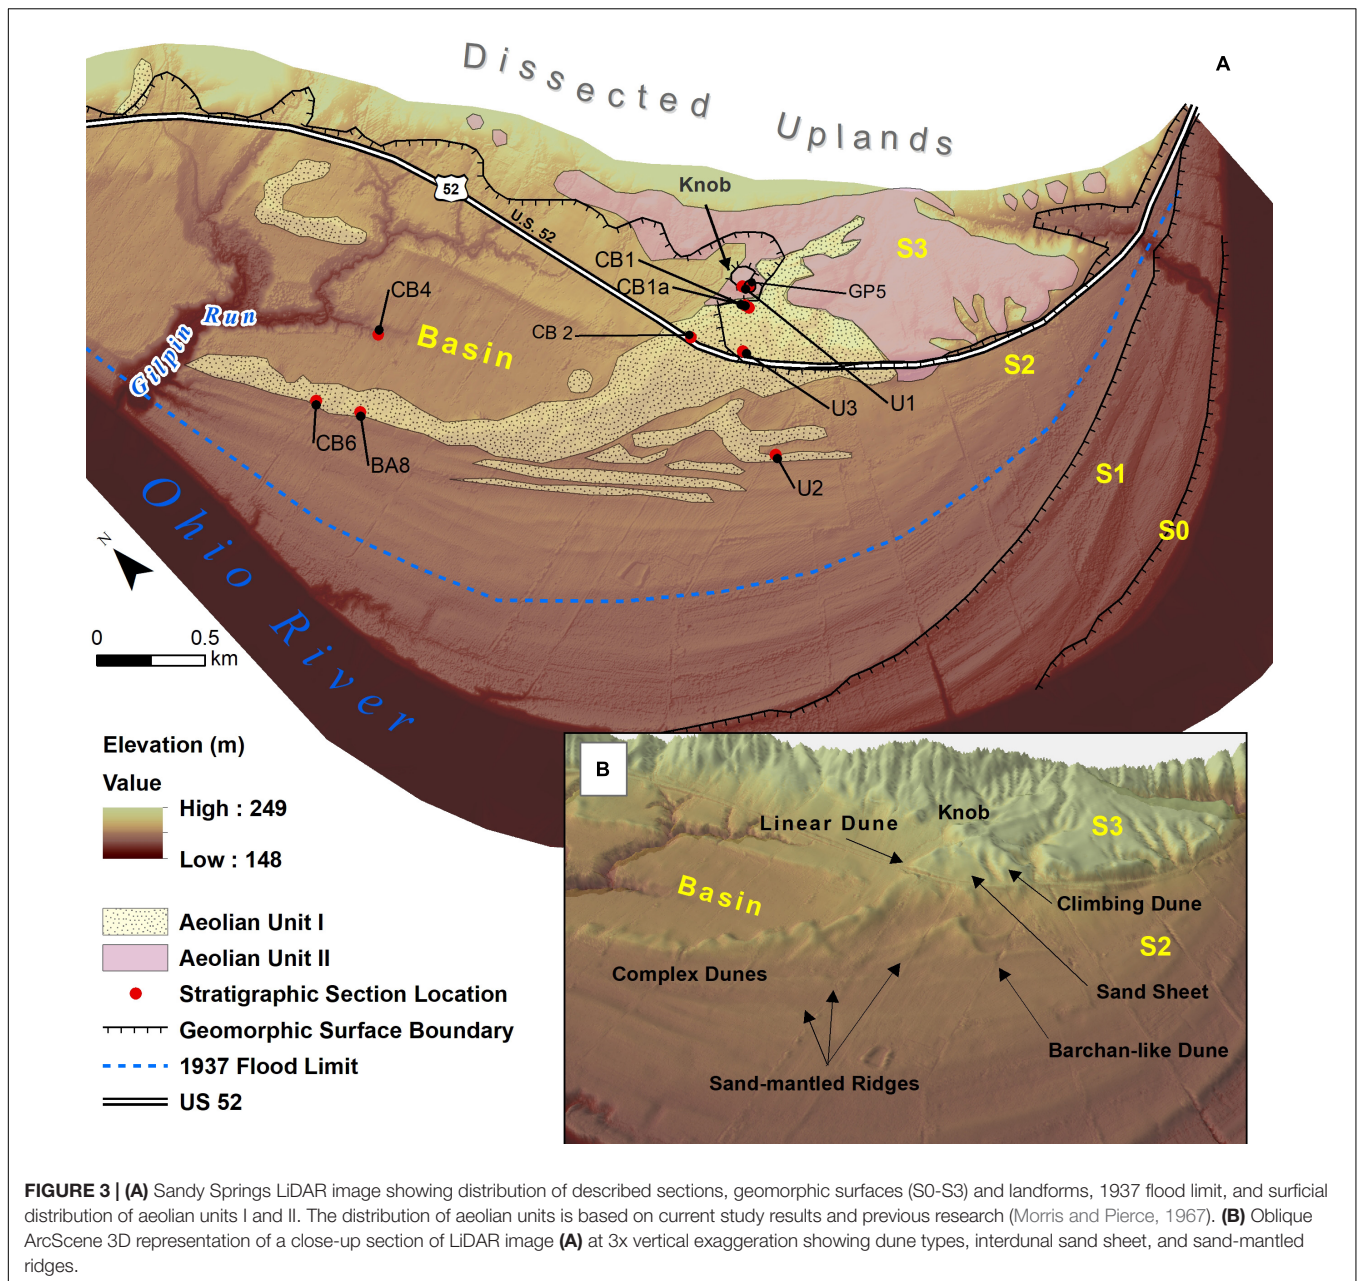 Dissected Uplands
A
Knob
52
U.S. 52
S3
CB1
CB1a
GP5
CB4
Gilpin Run
Basin
CB 2
S2
U3
U1
CB6
BA8
U2
S1
S0
Ohio River
N
0 0.5
km
Elevation (m)
Value
High : 249
Low : 148
Aeolian Unit I
Aeolian Unit II
Stratigraphic Section Location
Geomorphic Surface Boundary
1937 Flood Limit
US 52
B
Knob
Linear Dune
S3
Basin
Climbing Dune
S2
Complex Dunes
Sand Sheet
Barchan-like Dune
Sand-mantled Ridges
FIGURE 3 | (A) Sandy Springs LiDAR image showing distribution of described sections, geomorphic surfaces (S0-S3) and landforms, 1937 flood limit, and surficial
distribution of aeolian units I and II. The distribution of aeolian units is based on current study results and previous research (Morris and Pierce, 1967). (B) Oblique
ArcScene 3D representation of a close-up section of LiDAR image (A) at 3x vertical exaggeration showing dune types, interdunal sand sheet, and sand-mantled
ridges.